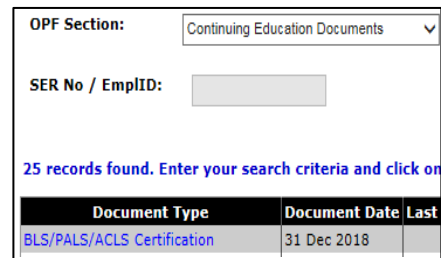 OPF Section: Continuing Education Documents
SER No / EmplID:
25 records found. Enter your search criteria and click on
Document Type Document Date Last
BLS/PALS/ACLS Certification 31 Dec 2018